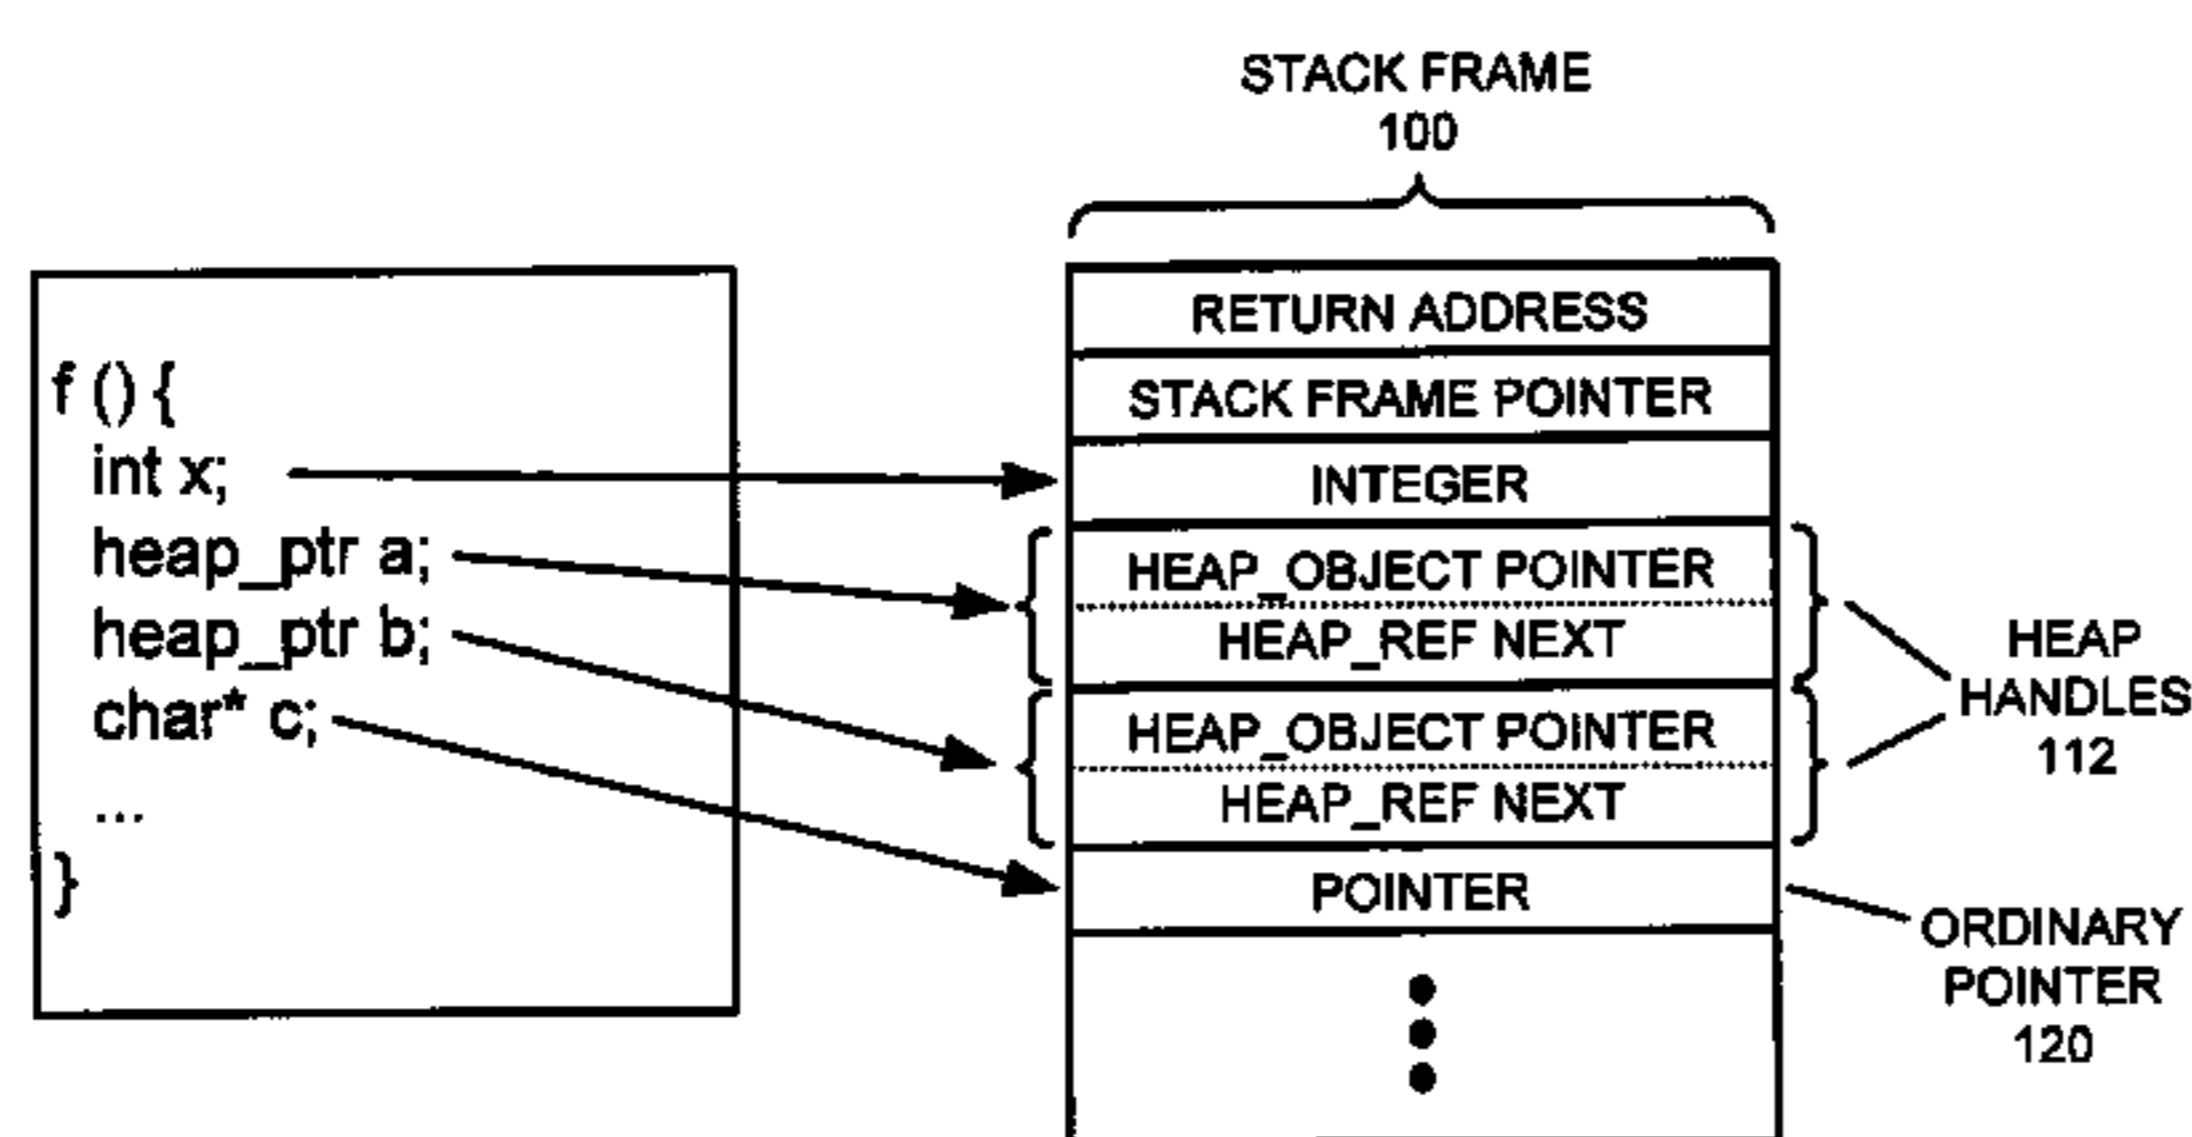 STACK FRAME
100
f () {
int x;
heap_ptr a;
heap_ptr b;
char* c;
...
}
RETURN ADDRESS
STACK FRAME POINTER
INTEGER
HEAP_OBJECT POINTER
HEAP_REF NEXT
HEAP_OBJECT POINTER
HEAP_REF NEXT
POINTER
HEAP
HANDLES
112
ORDINARY
POINTER
120